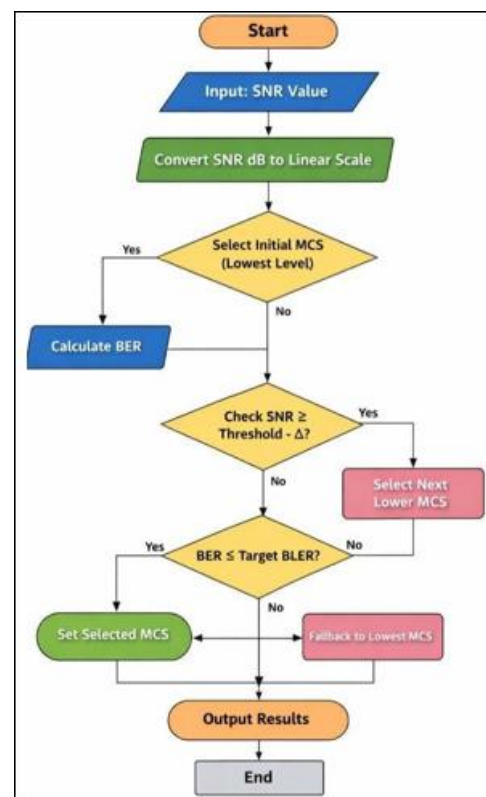 Start
Input: SNR Value
Convert SNR dB to Linear Scale
Select Initial MCS
(Lowest Level)
Yes
No
Calculate BER
Check SNR ≥
Threshold - Δ?
Yes
No
Select Next
Lower MCS
BER ≤ Target BLER?
Yes
No
No
Set Selected MCS
Fallback to Lowest MCS
Output Results
End